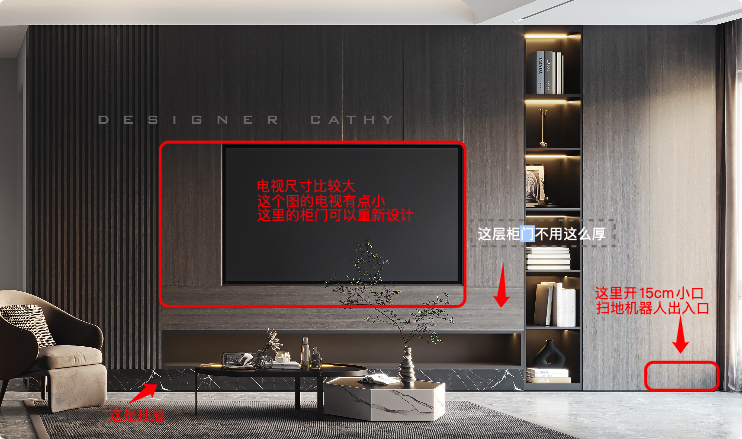 DESIGNER CATHY
电视尺寸比较大
这个图的电视有点小
这里的柜门可以重新设计
这层柜门不用这么厚
这里开15cm小口
扫地机器人出入口